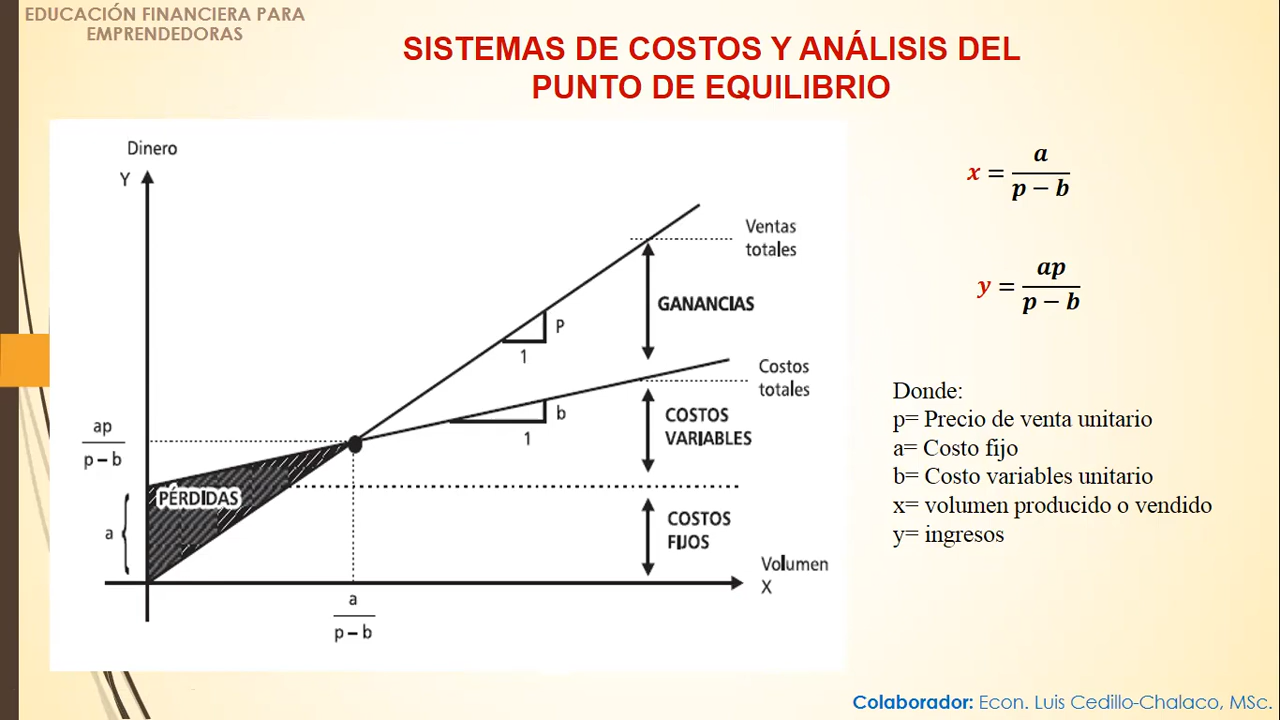 EDUCACIÓN FINANCIERA PARA
EMPRENDEDORAS
SISTEMAS DE COSTOS Y ANÁLISIS DEL
PUNTO DE EQUILIBRIO
Dinero
Y
Ventas
totales
GANANCIAS
P
1
Costos
totales
b
1
COSTOS
VARIABLES
ap
p – b
PÉRDIDAS
a
COSTOS
FIJOS
Volumen
X
a
p – b
x = a / p − b
y = ap / p − b
Donde:
p= Precio de venta unitario
a= Costo fijo
b= Costo variables unitario
x= volumen producido o vendido
y= ingresos
Colaborador: Econ. Luis Cedillo-Chalaco, MSc.